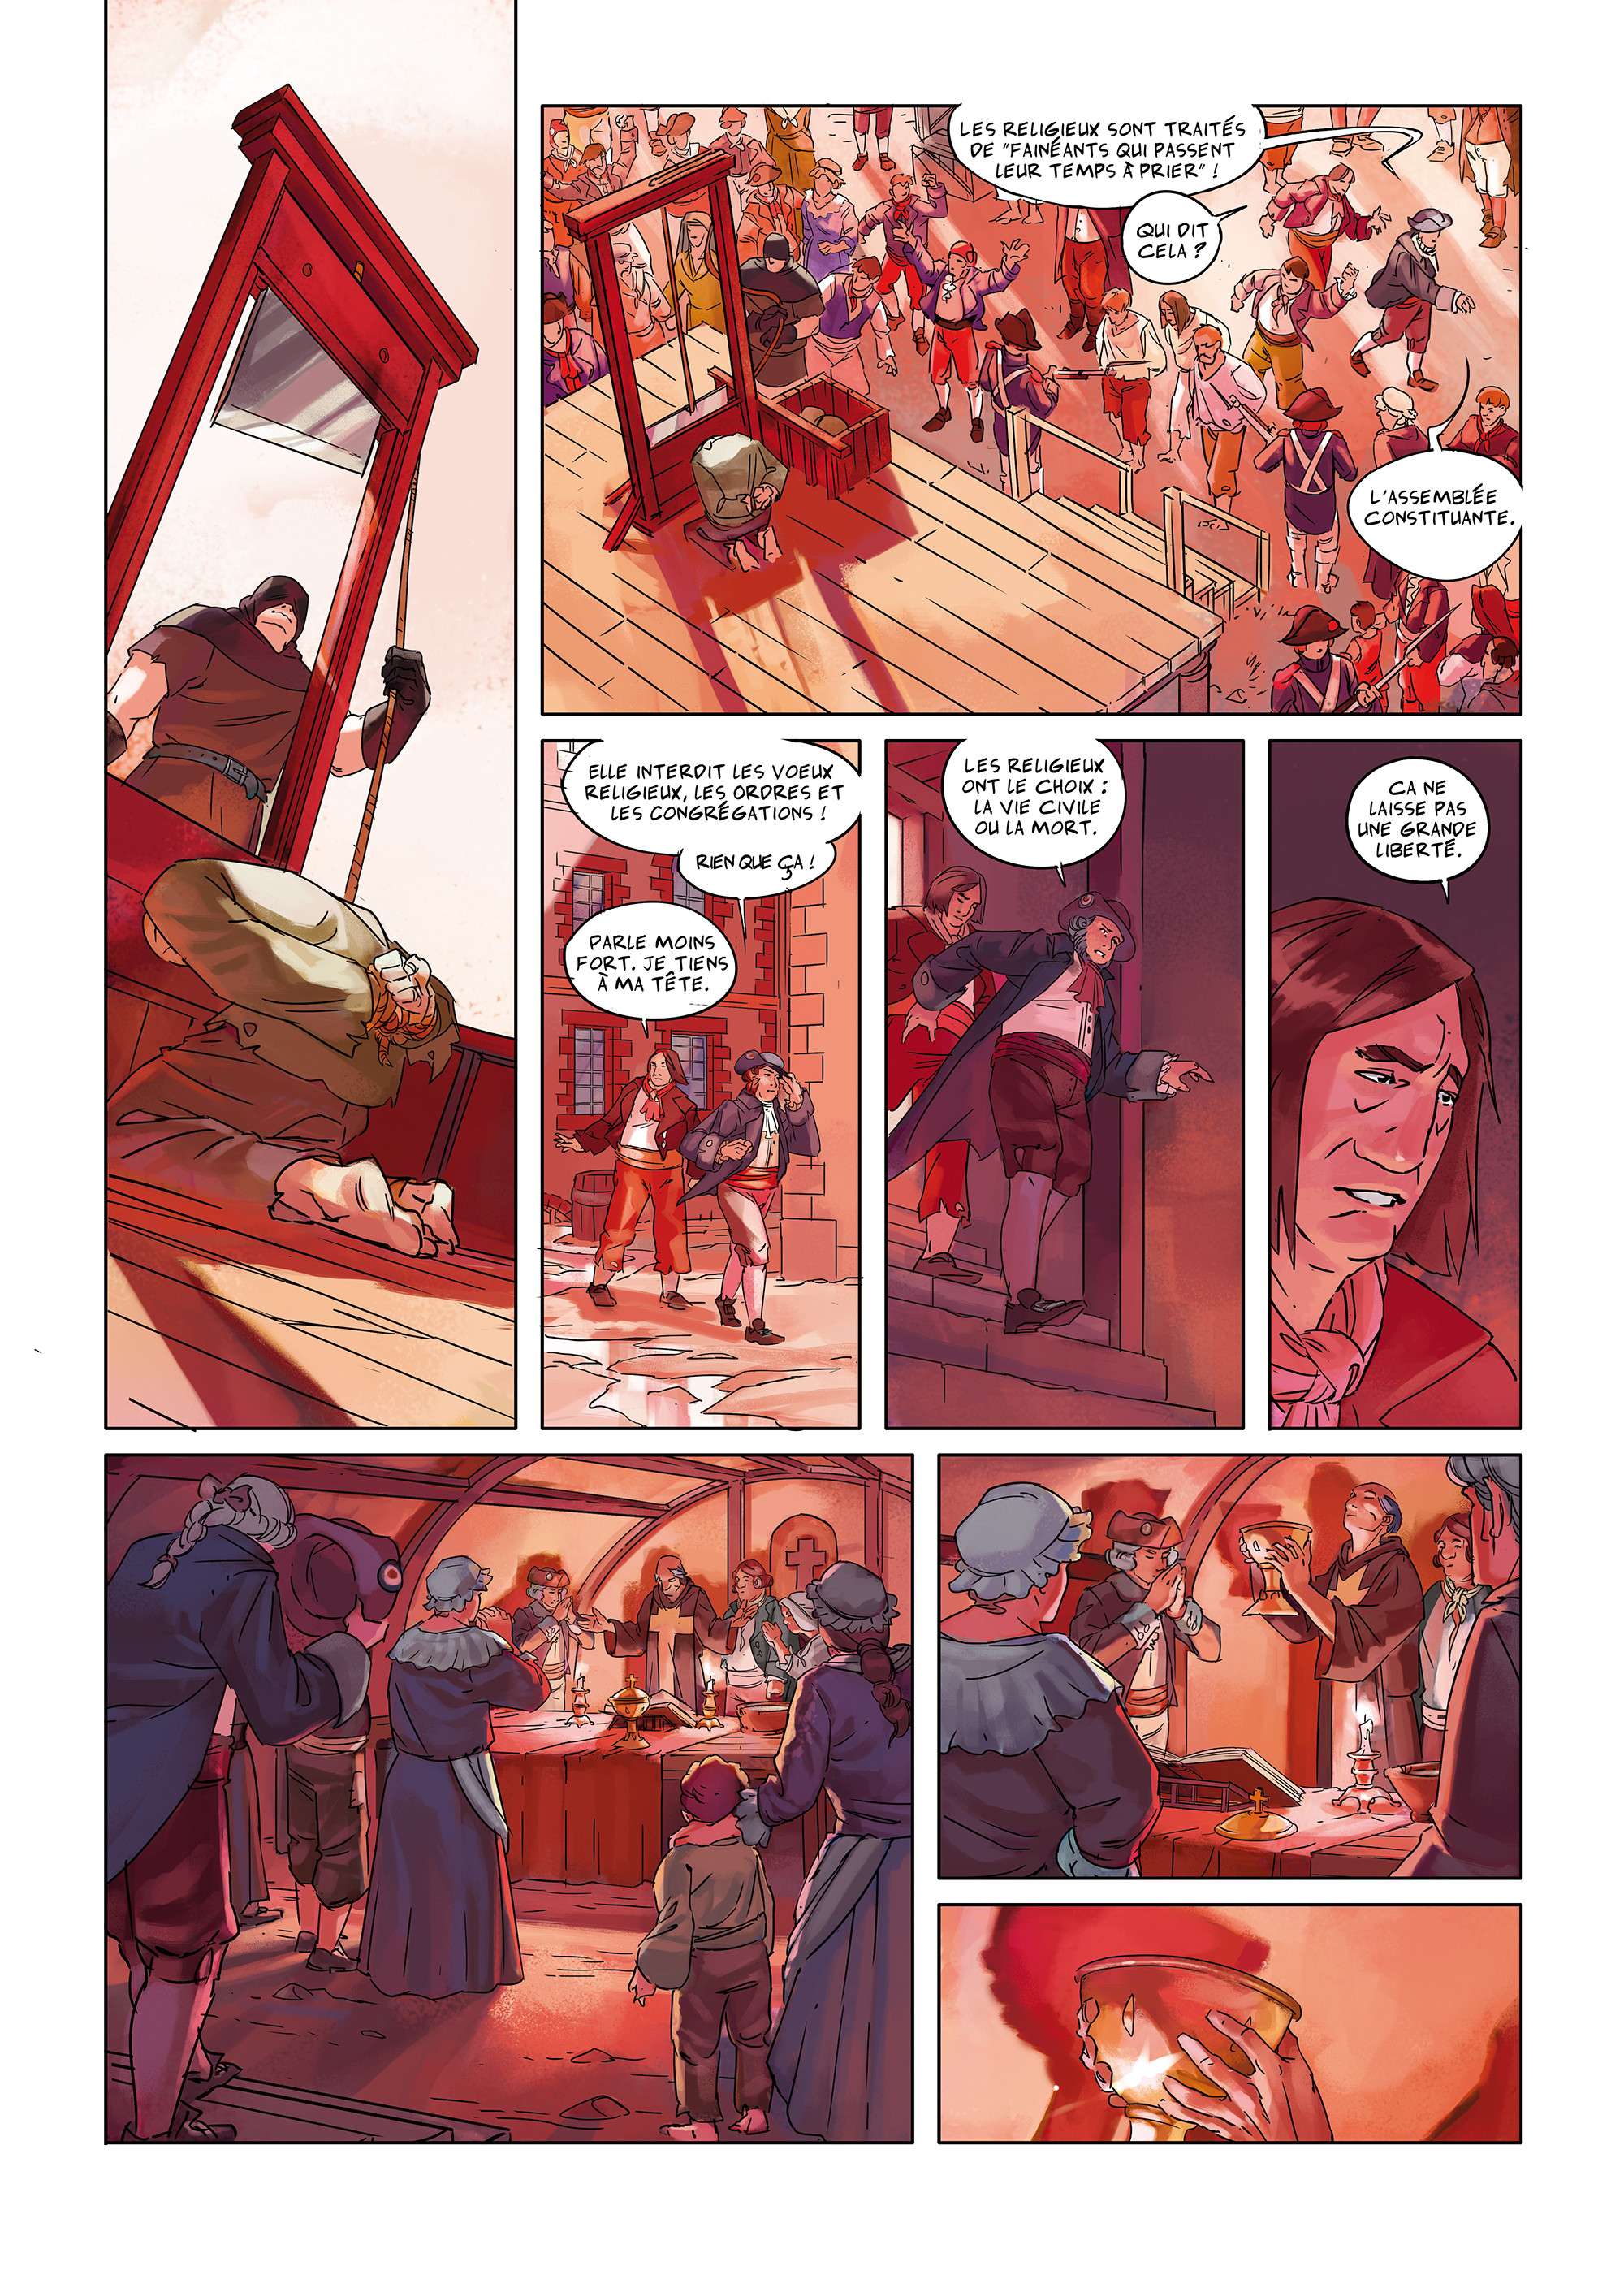 LES RELIGIEUX SONT TRAITÉS
DE "FAINÉANTS QUI PASSENT
LEUR TEMPS À PRIER" !
QUI DIT
CELA ?
L'ASSEMBLÉE
CONSTITUANTE.
ELLE INTERDIT LES VOEUX
RELIGIEUX, LES ORDRES ET
LES CONGRÉGATIONS !
RIEN QUE ÇA !
PARLE MOINS
FORT. JE TIENS
À MA TÊTE.
LES RELIGIEUX
ONT LE CHOIX :
LA VIE CIVILE
OU LA MORT.
CA NE
LAISSE PAS
UNE GRANDE
LIBERTÉ.